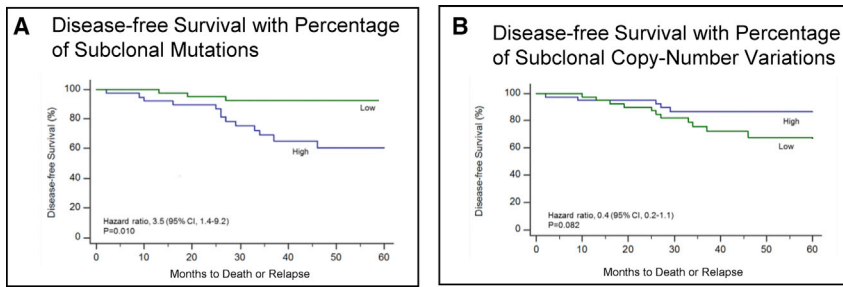 A
Disease-free Survival with Percentage
of Subclonal Mutations
Disease-free Survival (%)
100
80
60
40
20
0
Low
High
Hazard ratio, 3.5 (95% CI, 1.4-9.2)
P=0.010
0 10 20 30 40 50 60
Months to Death or Relapse
B
Disease-free Survival with Percentage
of Subclonal Copy-Number Variations
Disease-free Survival (%)
100
80
60
40
20
0
High
Low
Hazard ratio, 0.4 (95% CI, 0.2-1.1)
P=0.082
0 10 20 30 40 50 60
Months to Death or Relapse